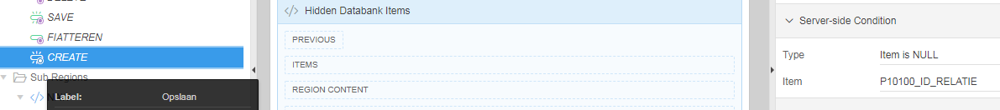 SAVE
FIATTEREN
CREATE
Sub Regions
Label: Opslaan
Hidden Databank Items
PREVIOUS
ITEMS
REGION CONTENT
Server-side Condition
Type Item is NULL
Item P10100_ID_RELATIE